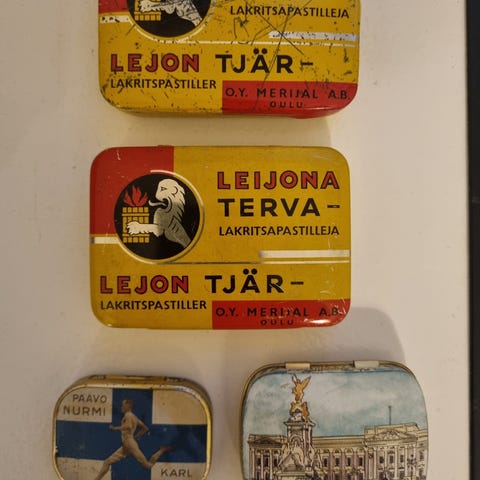 LAKRITSAPASTILLEJA
LEJON TJÄR-
LAKRITSPASTILLER
O.Y. MERIJAL A.B.
OULU
LEIJONA
TERVA-
LAKRITSAPASTILLEJA
LEJON TJÄR-
LAKRITSPASTILLER
O.Y. MERIJAL A.B.
OULU
PAAVO
NURMI
KARL